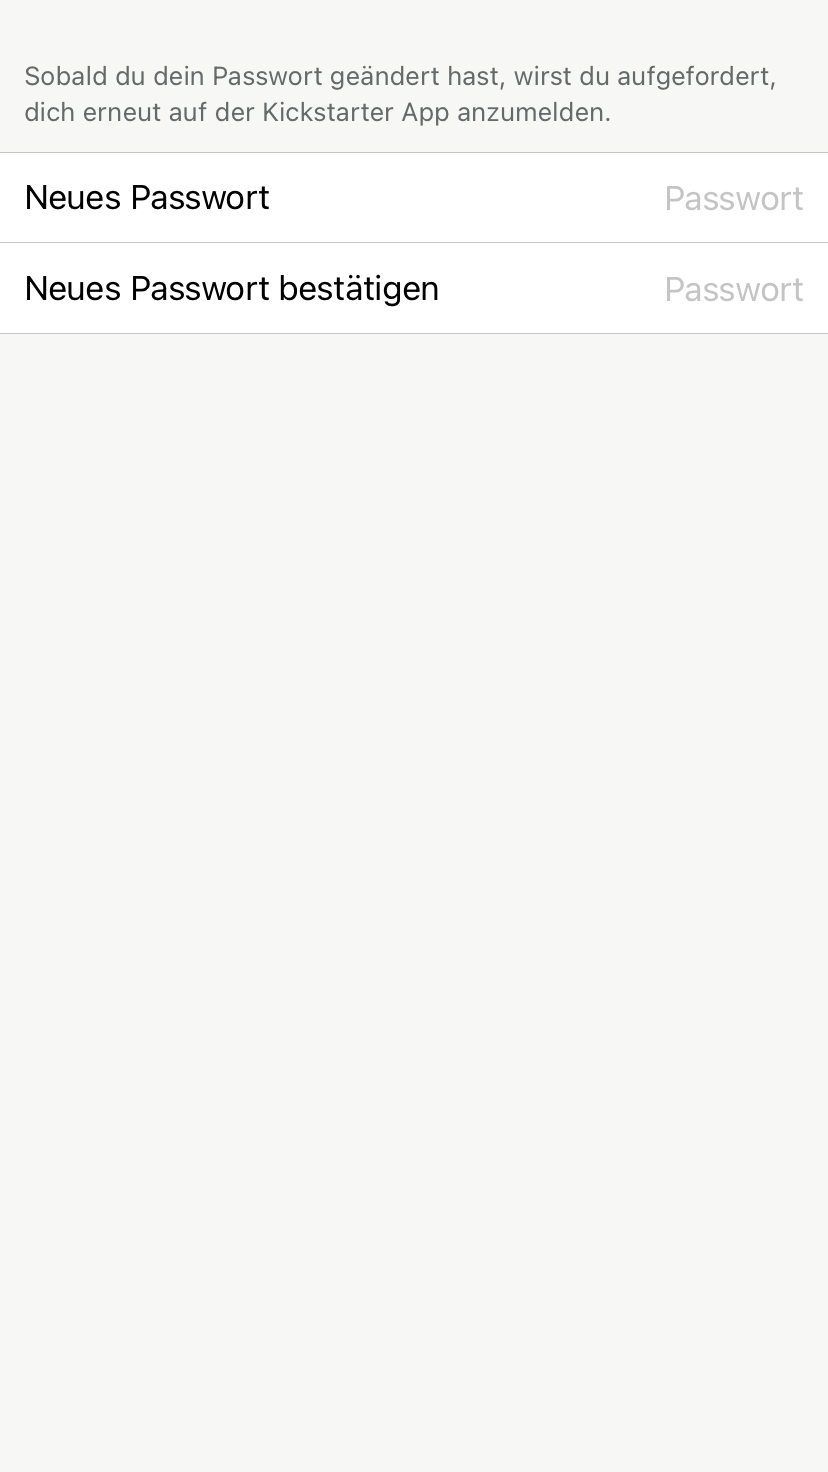 Sobald du dein Passwort geändert hast, wirst du aufgefordert,
dich erneut auf der Kickstarter App anzumelden.
Neues Passwort Passwort
Neues Passwort bestätigen Passwort